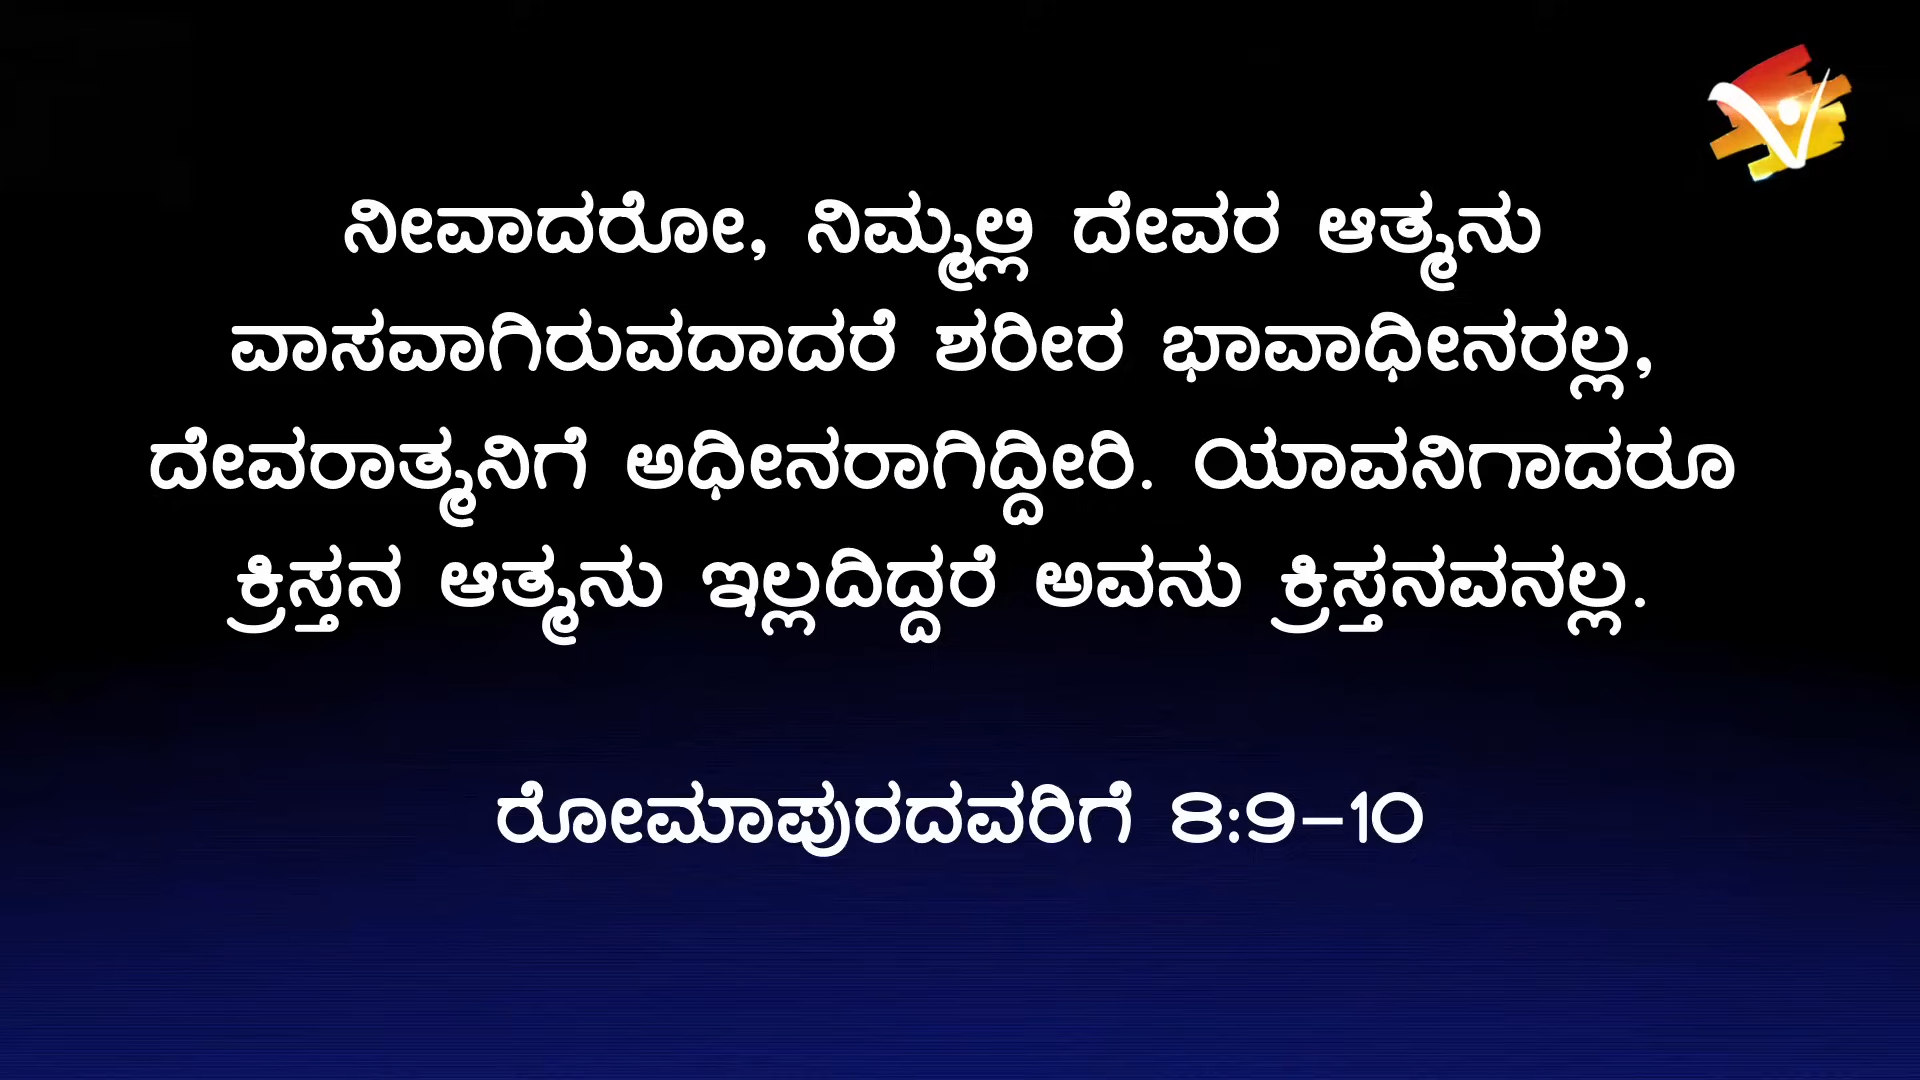 ನೀವಾದರೋ, ನಿಮ್ಮಲ್ಲಿ ದೇವರ ಆತ್ಮನು
ವಾಸವಾಗಿರುವದಾದರೆ ಶರೀರ ಭಾವಾಧೀನರಲ್ಲ,
ದೇವರಾತ್ಮನಿಗೆ ಅಧೀನರಾಗಿದ್ದೀರಿ. ಯಾವನಿಗಾದರೂ
ಕ್ರಿಸ್ತನ ಆತ್ಮನು ಇಲ್ಲದಿದ್ದರೆ ಅವನು ಕ್ರಿಸ್ತನವನಲ್ಲ.
ರೋಮಾಪುರದವರಿಗೆ 8:9-10